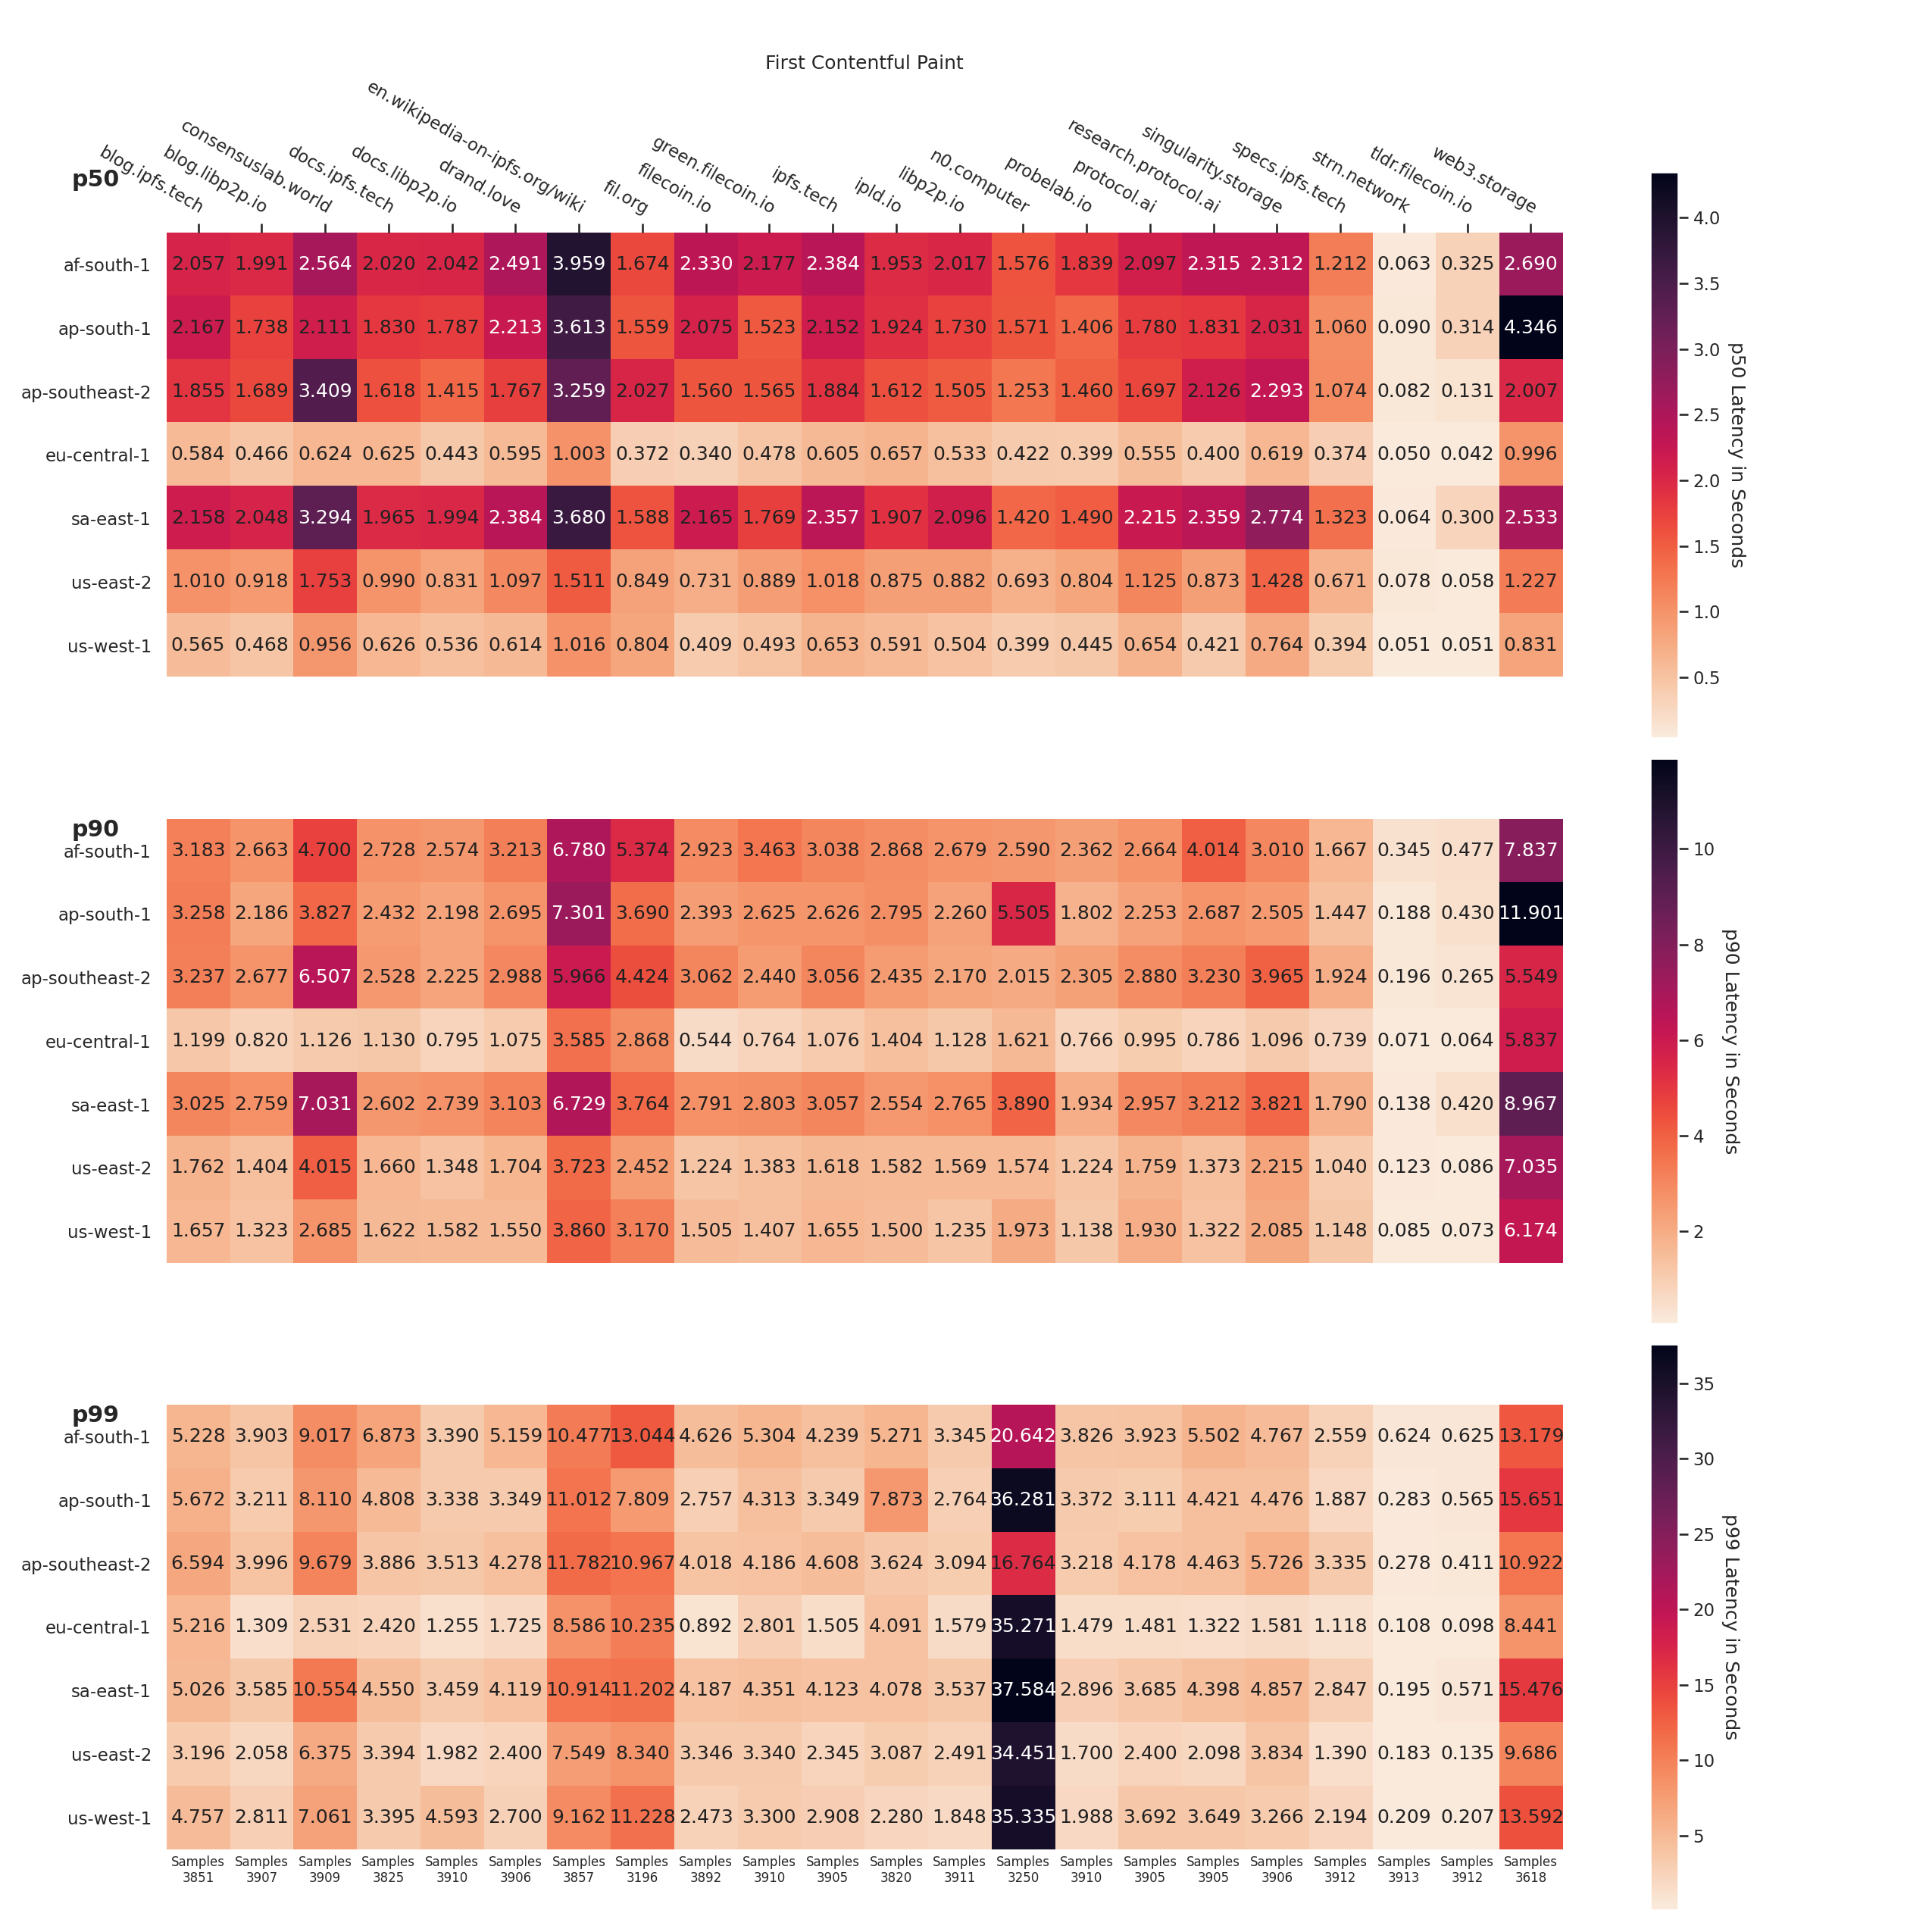 First Contentful Paint
blog.ipfs.tech
blog.libp2p.io
consensuslab.world
docs.ipfs.tech
docs.libp2p.io
drand.love
en.wikipedia-on-ipfs.org/wiki
fil.org
filecoin.io
green.filecoin.io
ipfs.tech
ipld.io
libp2p.io
n0.computer
probelab.io
protocol.ai
research.protocol.ai
singularity.storage
specs.ipfs.tech
strn.network
tldr.filecoin.io
web3.storage
p50
af-south-1 2.057 1.991 2.564 2.020 2.042 2.491 3.959 1.674 2.330 2.177 2.384 1.953 2.017 1.576 1.839 2.097 2.315 2.312 1.212 0.063 0.325 2.690
ap-south-1 2.167 1.738 2.111 1.830 1.787 2.213 3.613 1.559 2.075 1.523 2.152 1.924 1.730 1.571 1.406 1.780 1.831 2.031 1.060 0.090 0.314 4.346
ap-southeast-2 1.855 1.689 3.409 1.618 1.415 1.767 3.259 2.027 1.560 1.565 1.884 1.612 1.505 1.253 1.460 1.697 2.126 2.293 1.074 0.082 0.131 2.007
eu-central-1 0.584 0.466 0.624 0.625 0.443 0.595 1.003 0.372 0.340 0.478 0.605 0.657 0.533 0.422 0.399 0.555 0.400 0.619 0.374 0.050 0.042 0.996
sa-east-1 2.158 2.048 3.294 1.965 1.994 2.384 3.680 1.588 2.165 1.769 2.357 1.907 2.096 1.420 1.490 2.215 2.359 2.774 1.323 0.064 0.300 2.533
us-east-2 1.010 0.918 1.753 0.990 0.831 1.097 1.511 0.849 0.731 0.889 1.018 0.875 0.882 0.693 0.804 1.125 0.873 1.428 0.671 0.078 0.058 1.227
us-west-1 0.565 0.468 0.956 0.626 0.536 0.614 1.016 0.804 0.409 0.493 0.653 0.591 0.504 0.399 0.445 0.654 0.421 0.764 0.394 0.051 0.051 0.831
4.0
3.5
3.0
2.5
2.0
1.5
1.0
0.5
p50 Latency in Seconds
p90
af-south-1 3.183 2.663 4.700 2.728 2.574 3.213 6.780 5.374 2.923 3.463 3.038 2.868 2.679 2.590 2.362 2.664 4.014 3.010 1.667 0.345 0.477 7.837
ap-south-1 3.258 2.186 3.827 2.432 2.198 2.695 7.301 3.690 2.393 2.625 2.626 2.795 2.260 5.505 1.802 2.253 2.687 2.505 1.447 0.188 0.430 11.901
ap-southeast-2 3.237 2.677 6.507 2.528 2.225 2.988 5.966 4.424 3.062 2.440 3.056 2.435 2.170 2.015 2.305 2.880 3.230 3.965 1.924 0.196 0.265 5.549
eu-central-1 1.199 0.820 1.126 1.130 0.795 1.075 3.585 2.868 0.544 0.764 1.076 1.404 1.128 1.621 0.766 0.995 0.786 1.096 0.739 0.071 0.064 5.837
sa-east-1 3.025 2.759 7.031 2.602 2.739 3.103 6.729 3.764 2.791 2.803 3.057 2.554 2.765 3.890 1.934 2.957 3.212 3.821 1.790 0.138 0.420 8.967
us-east-2 1.762 1.404 4.015 1.660 1.348 1.704 3.723 2.452 1.224 1.383 1.618 1.582 1.569 1.574 1.224 1.759 1.373 2.215 1.040 0.123 0.086 7.035
us-west-1 1.657 1.323 2.685 1.622 1.582 1.550 3.860 3.170 1.505 1.407 1.655 1.500 1.235 1.973 1.138 1.930 1.322 2.085 1.148 0.085 0.073 6.174
10
8
6
4
2
p90 Latency in Seconds
p99
af-south-1 5.228 3.903 9.017 6.873 3.390 5.159 10.477 13.044 4.626 5.304 4.239 5.271 3.345 20.642 3.826 3.923 5.502 4.767 2.559 0.624 0.625 13.179
ap-south-1 5.672 3.211 8.110 4.808 3.338 3.349 11.012 7.809 2.757 4.313 3.349 7.873 2.764 36.281 3.372 3.111 4.421 4.476 1.887 0.283 0.565 15.651
ap-southeast-2 6.594 3.996 9.679 3.886 3.513 4.278 11.782 10.967 4.018 4.186 4.608 3.624 3.094 16.764 3.218 4.178 4.463 5.726 3.335 0.278 0.411 10.922
eu-central-1 5.216 1.309 2.531 2.420 1.255 1.725 8.586 10.235 0.892 2.801 1.505 4.091 1.579 35.271 1.479 1.481 1.322 1.581 1.118 0.108 0.098 8.441
sa-east-1 5.026 3.585 10.554 4.550 3.459 4.119 10.914 11.202 4.187 4.351 4.123 4.078 3.537 37.584 2.896 3.685 4.398 4.857 2.847 0.195 0.571 15.476
us-east-2 3.196 2.058 6.375 3.394 1.982 2.400 7.549 8.340 3.346 3.340 2.345 3.087 2.491 34.451 1.700 2.400 2.098 3.834 1.390 0.183 0.135 9.686
us-west-1 4.757 2.811 7.061 3.395 4.593 2.700 9.162 11.228 2.473 3.300 2.908 2.280 1.848 35.335 1.988 3.692 3.649 3.266 2.194 0.209 0.207 13.592
Samples Samples Samples Samples Samples Samples Samples Samples Samples Samples Samples Samples Samples Samples Samples Samples Samples Samples Samples Samples Samples Samples
3851 3907 3909 3825 3910 3906 3857 3196 3892 3910 3905 3820 3911 3250 3910 3905 3905 3906 3912 3913 3912 3618
35
30
25
20
15
10
5
p99 Latency in Seconds